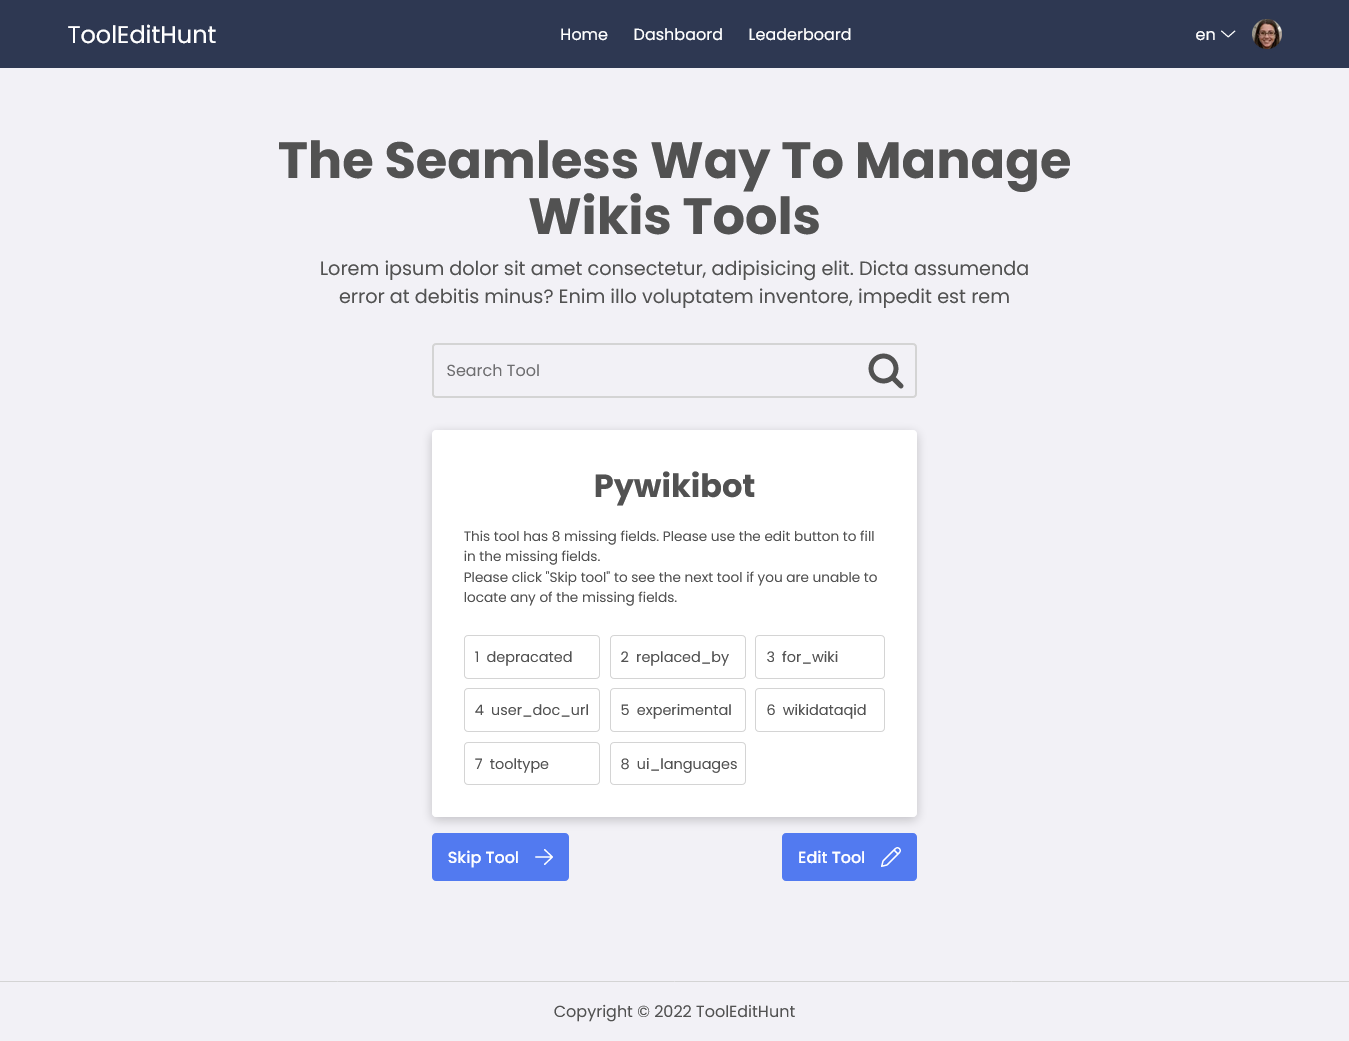 ToolEditHunt
Home Dashbaord Leaderboard
en
The Seamless Way To Manage
Wikis Tools
Lorem ipsum dolor sit amet consectetur, adipisicing elit. Dicta assumenda
error at debitis minus? Enim illo voluptatem inventore, impedit est rem
Search Tool
Pywikibot
This tool has 8 missing fields. Please use the edit button to fill
in the missing fields.
Please click "Skip tool" to see the next tool if you are unable to
locate any of the missing fields.
1 depracated
2 replaced_by
3 for_wiki
4 user_doc_url
5 experimental
6 wikidataqid
7 tooltype
8 ui_languages
Skip Tool
Edit Tool
Copyright © 2022 ToolEditHunt